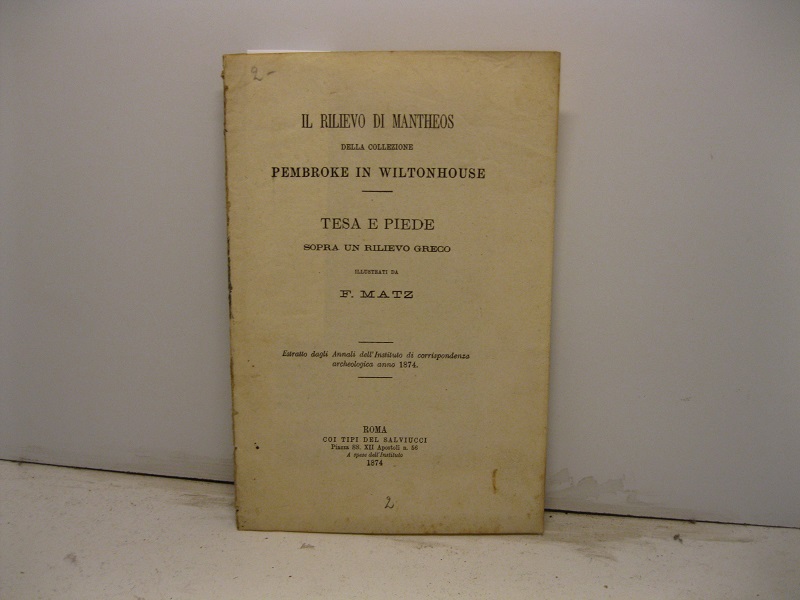 2-
IL RILIEVO DI MANTHEOS
DELLA COLLEZIONE
PEMBROKE IN WILTONHOUSE
TESA E PIEDE
SOPRA UN RILIEVO GRECO
ILLUSTRATI DA
F. MATZ
Estratto dagli Annali dell'Instituto di corrispondenza
archeologica anno 1874.
ROMA
COI TIPI DEL SALVIUCCI
Piazza SS. XII Apostoli n. 56
A spese dell'Instituto
1874
2